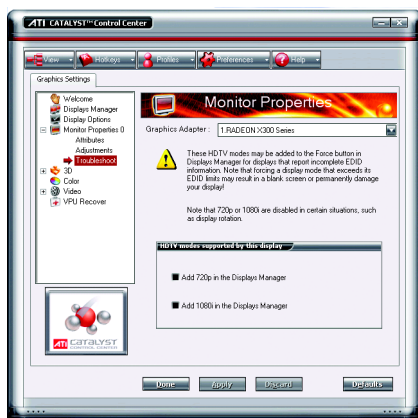 ATI CATALYST™ Control Center
View
Hotkeys
Profiles
Preferences
Help
Graphics Settings
Welcome
Displays Manager
Display Options
Monitor Properties 0
Attributes
Adjustments
Troubleshoot
3D
Color
Video
VPU Recover
Monitor Properties
Graphics Adapter :
1.RADEON X300 Series
These HDTV modes may be added to the Force button in
Displays Manager for displays that report incomplete EDID
information. Note that forcing a display mode that exceeds its
EDID limits may result in a blank screen or permanently damage
your display!
Note that 720p or 1080i are disabled in certain situations, such
as display rotation.
HDTV modes supported by this display
Add 720p in the Displays Manager
Add 1080i in the Displays Manager
ATI CATALYST
CONTROL CENTER
Done
Apply
Discard
Defaults